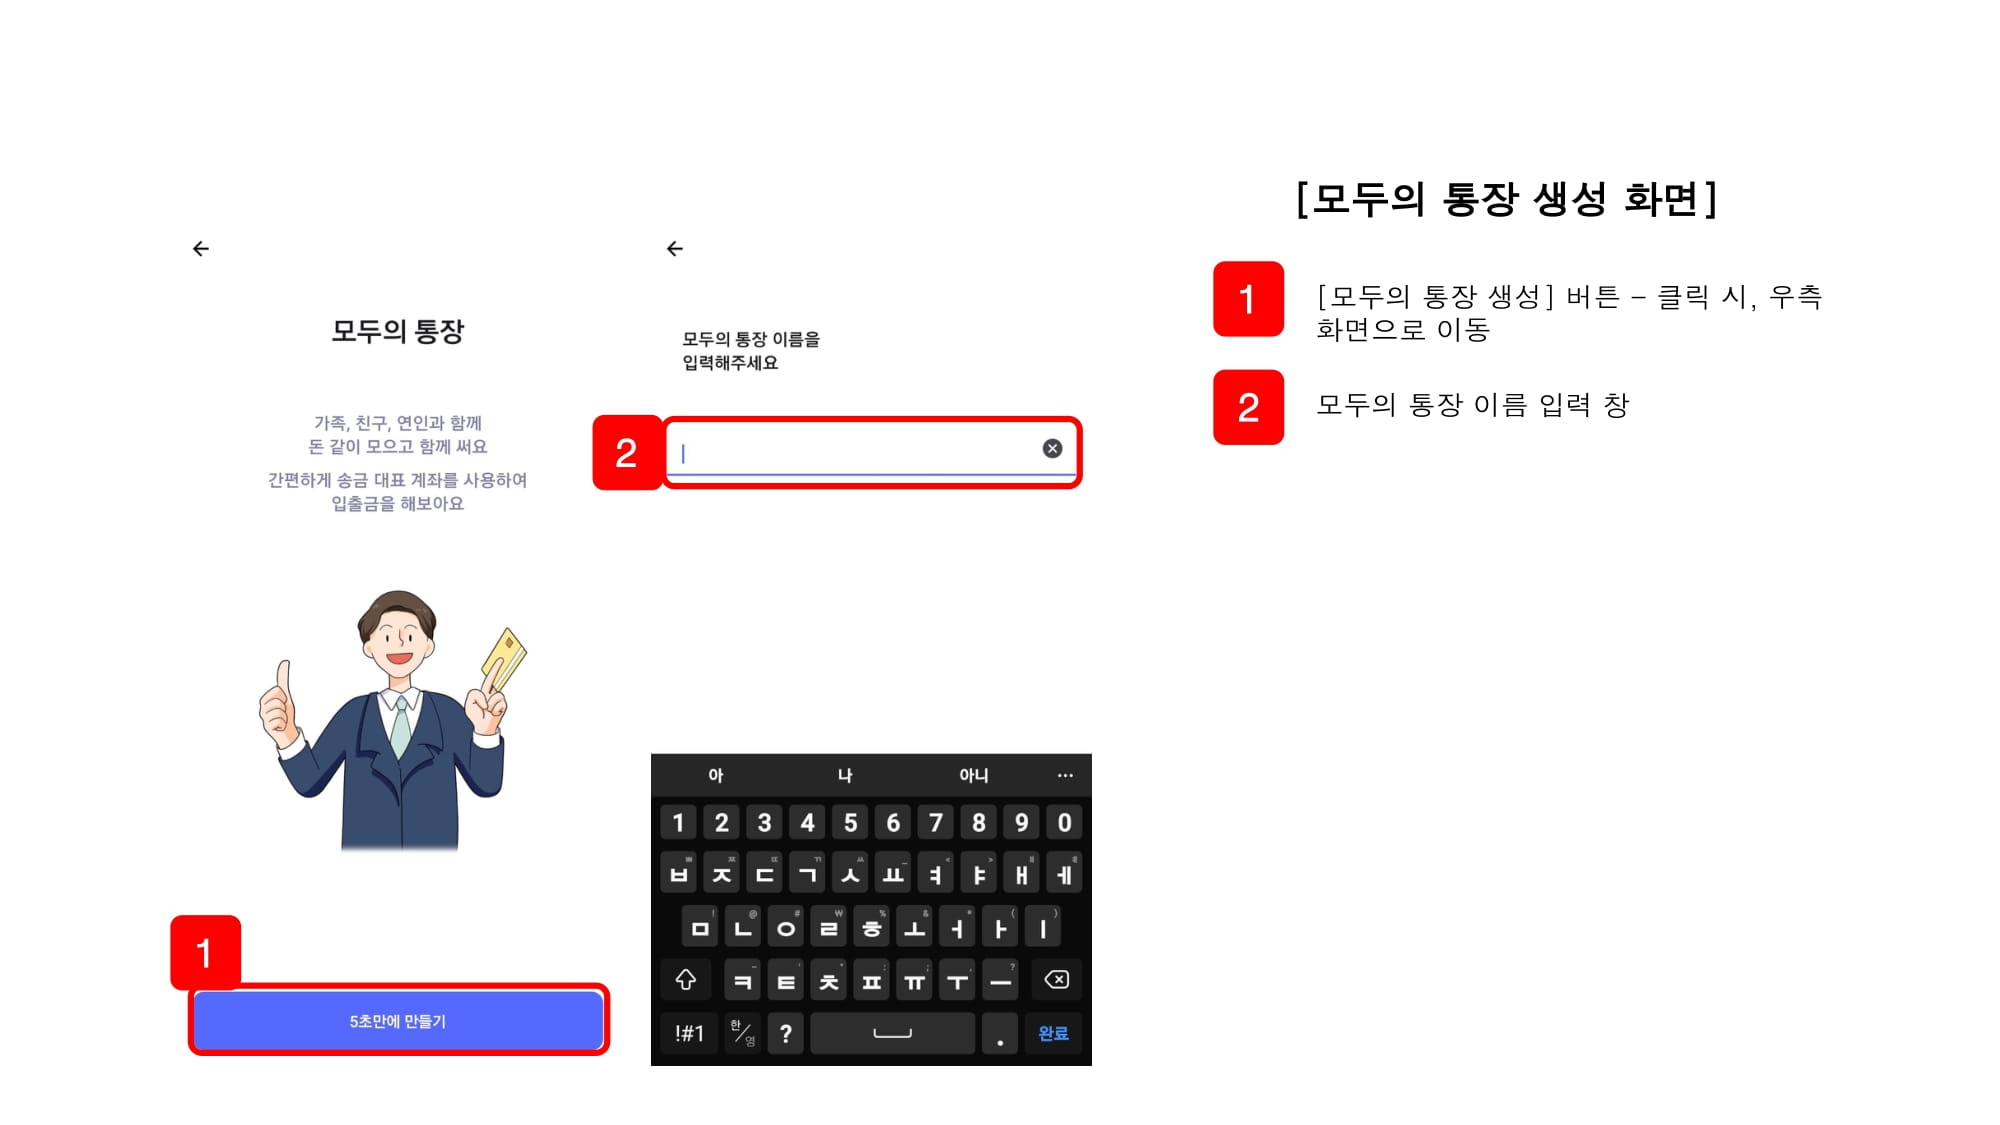 모두의 통장
가족, 친구, 연인과 함께
돈 같이 모으고 함께 써요
간편하게 송금 대표 계좌를 사용하여
입출금을 해보아요
1
5초만에 만들기
모두의 통장 이름을
입력해주세요
2
아 나 아니 ...
1 2 3 4 5 6 7 8 9 0
ㅂ ㅈ ㄷ ㄱ ㅅ ㅛ ㅕ ㅑ ㅐ ㅔ
ㅁ ㄴ ㅇ ㄹ ㅎ ㅗ ㅓ ㅏ ㅣ
ㅋ ㅌ ㅊ ㅍ ㅠ ㅜ ㅡ
!#1 한/영 ? . 완료
[모두의 통장 생성 화면]
1 [모두의 통장 생성] 버튼 – 클릭 시, 우측
화면으로 이동
2 모두의 통장 이름 입력 창